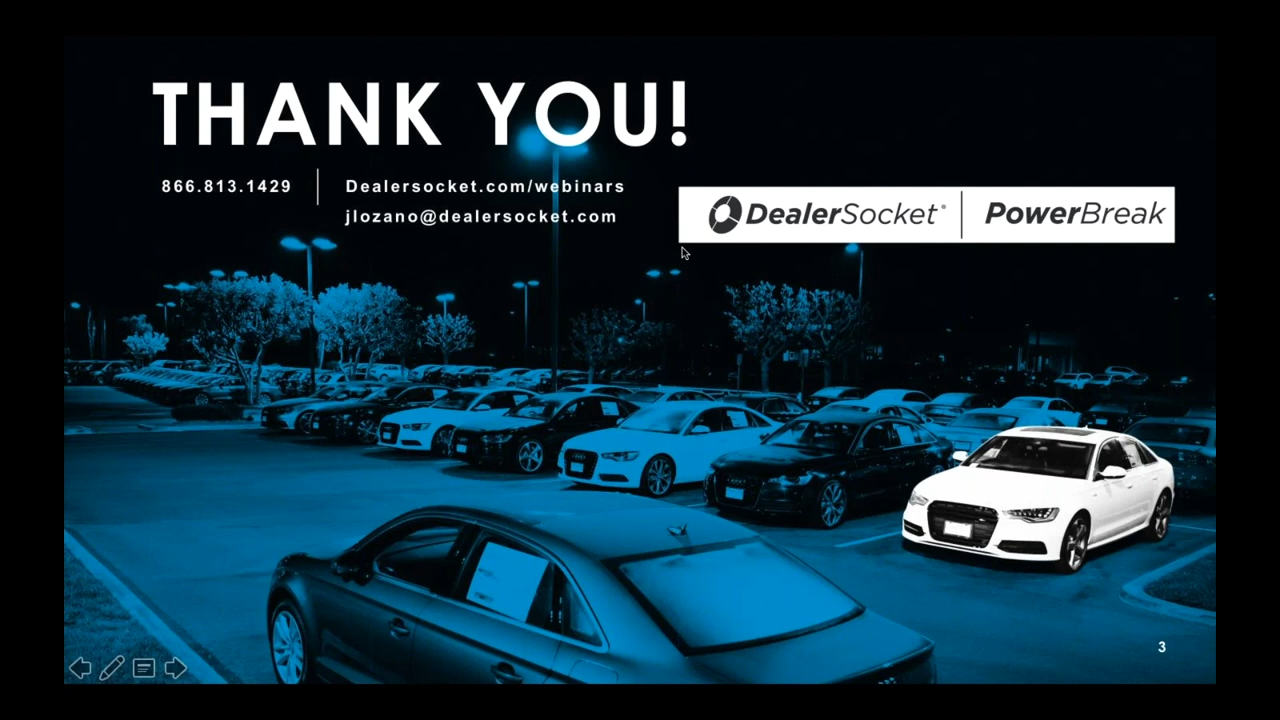 THANK YOU!
866.813.1429
Dealersocket.com/webinars
jlozano@dealersocket.com
DealerSocket® PowerBreak
3